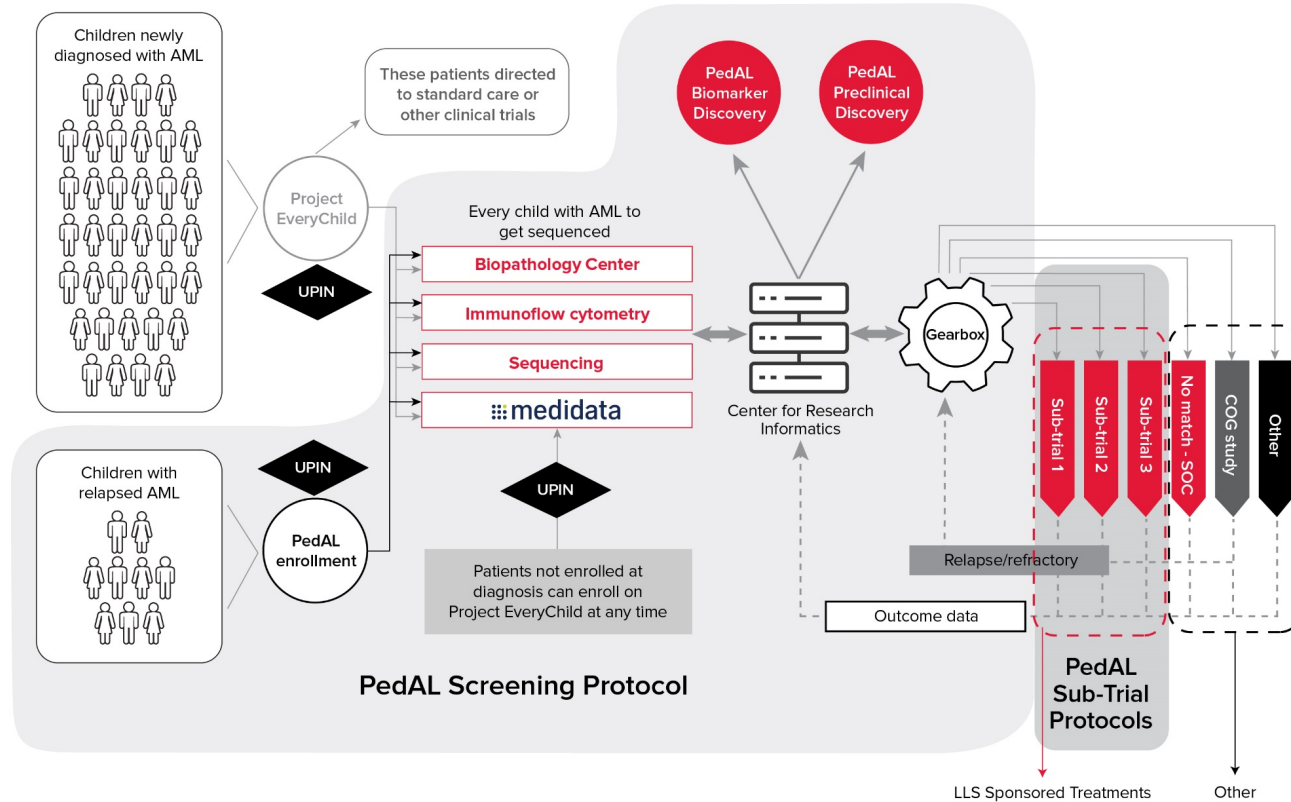 Children newly
diagnosed with AML
These patients directed
to standard care or
other clinical trials
Project
EveryChild
UPIN
PedAL
Biomarker
Discovery
PedAL
Preclinical
Discovery
Every child with AML to
get sequenced
Biopathology Center
Immunoflow cytometry
Sequencing
medidata
Center for Research
Informatics
Gearbox
Sub-trial 1
Sub-trial 2
Sub-trial 3
No match - SOC
COG study
Other
Children with
relapsed AML
UPIN
PedAL
enrollment
UPIN
Patients not enrolled at
diagnosis can enroll on
Project EveryChild at any time
Relapse/refractory
Outcome data
PedAL Screening Protocol
PedAL
Sub-Trial
Protocols
LLS Sponsored Treatments
Other